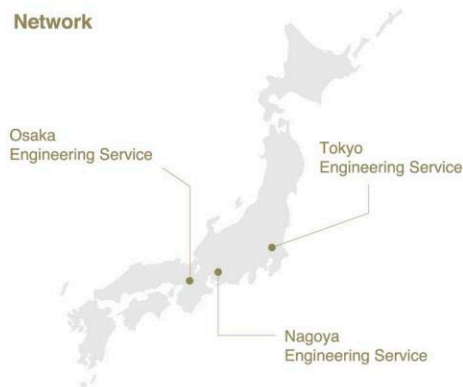 Network
Osaka
Engineering Service
Tokyo
Engineering Service
Nagoya
Engineering Service